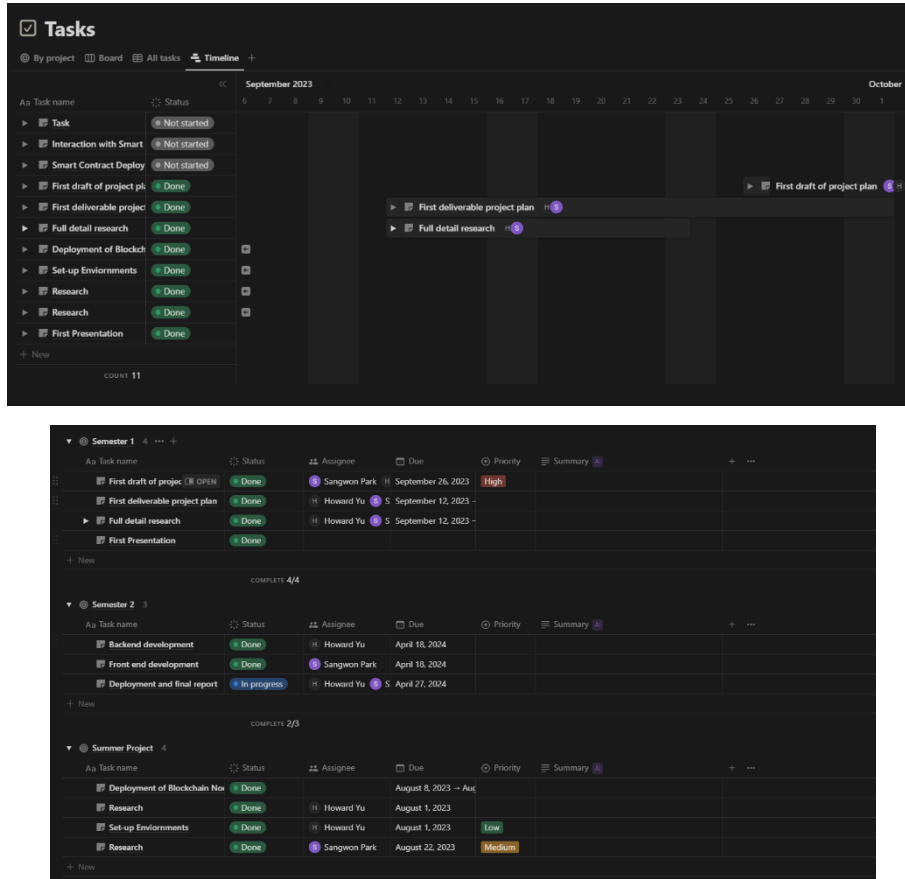 Tasks
By project Board All tasks Timeline +
September 2023 October
Aa Task name Status 6 7 8 9 10 11 12 13 14 15 16 17 18 19 20 21 22 23 24 25 26 27 28 29 30 1
Task Not started
Interaction with Smart Not started
Smart Contract Deploy Not started
First draft of project pl Done First draft of project plan S H
First deliverable projec Done First deliverable project plan H S
Full detail research Done Full detail research H S
Deployment of Blockch Done
Set-up Enviornments Done
Research Done
Research Done
First Presentation Done
+ New
COUNT 11
Semester 1 4 ... +
Aa Task name Status Assignee Due Priority Summary AI + ...
First draft of projec OPEN Done S Sangwon Park H September 26, 2023 High
First deliverable project plan Done H Howard Yu S S September 12, 2023 -
Full detail research Done H Howard Yu S S September 12, 2023 -
First Presentation Done
+ New
COMPLETE 4/4
Semester 2 3
Aa Task name Status Assignee Due Priority Summary AI + ...
Backend development Done H Howard Yu April 18, 2024
Front end development Done S Sangwon Park April 18, 2024
Deployment and final report In progress H Howard Yu S S April 27, 2024
+ New
COMPLETE 2/3
Summer Project 4
Aa Task name Status Assignee Due Priority Summary AI + ...
Deployment of Blockchain No Done August 8, 2023 → Aug
Research Done H Howard Yu August 1, 2023
Set-up Enviornments Done H Howard Yu August 1, 2023 Low
Research Done S Sangwon Park August 22, 2023 Medium
+ New